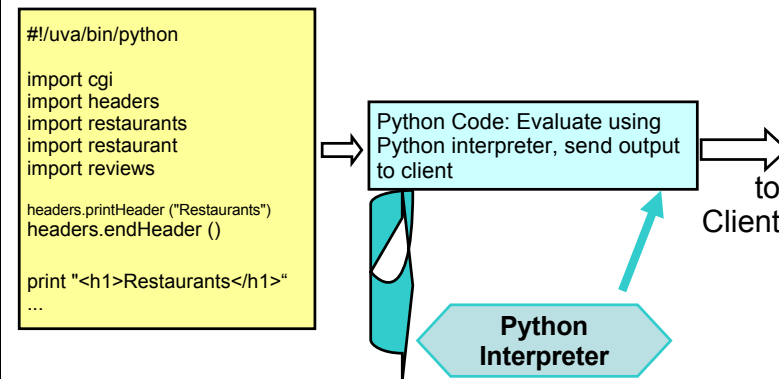 #!/uva/bin/python
import cgi
import headers
import restaurants
import restaurant
import reviews
headers.printHeader ("Restaurants")
headers.endHeader ()
print "<h1>Restaurants</h1>“
...
Python Code: Evaluate using
Python interpreter, send output
to client
to
Client
Python
Interpreter